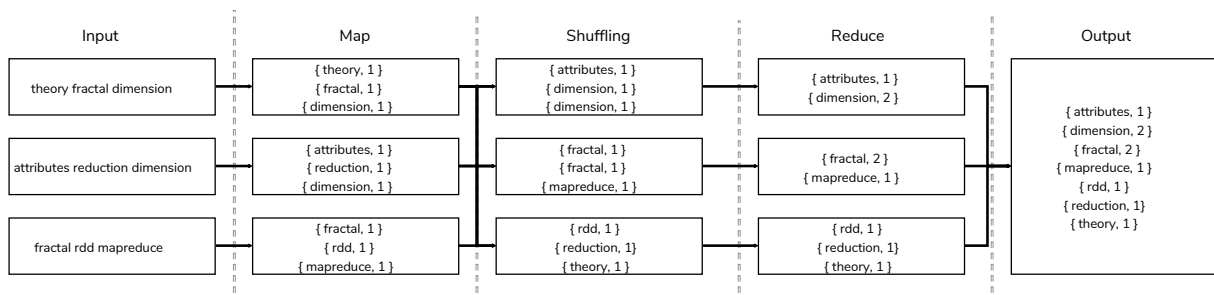 Input
Map
Shuffling
Reduce
Output
theory fractal dimension
{ theory, 1 }
{ fractal, 1 }
{ dimension, 1 }
{ attributes, 1 }
{ dimension, 1 }
{ dimension, 1 }
{ attributes, 1 }
{ dimension, 2 }
attributes reduction dimension
{ attributes, 1 }
{ reduction, 1 }
{ dimension, 1 }
{ fractal, 1 }
{ fractal, 1 }
{ mapreduce, 1 }
{ fractal, 2 }
{ mapreduce, 1 }
fractal rdd mapreduce
{ fractal, 1 }
{ rdd, 1 }
{ mapreduce, 1 }
{ rdd, 1 }
{ reduction, 1}
{ theory, 1 }
{ rdd, 1 }
{ reduction, 1}
{ theory, 1 }
{ attributes, 1 }
{ dimension, 2 }
{ fractal, 2 }
{ mapreduce, 1 }
{ rdd, 1 }
{ reduction, 1}
{ theory, 1 }